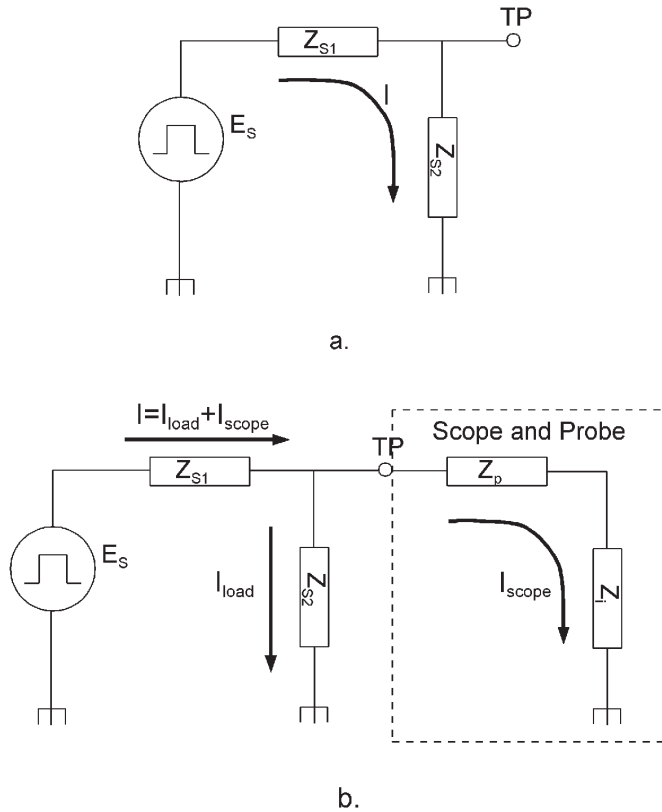 TP
Z_S1
I
E_S
Z_S2
a.
I=I_load+I_scope
TP
Scope and Probe
Z_S1
Z_p
E_S
I_load
Z_S2
I_scope
Z_i
b.